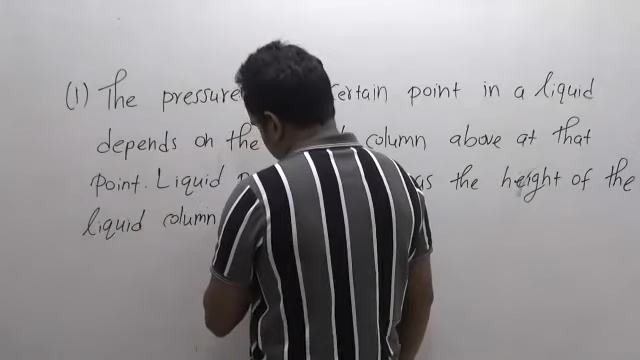 (1) The pressure certain point in a liquid
depends on the column above at that
point. Liquid as the height of the
liquid column